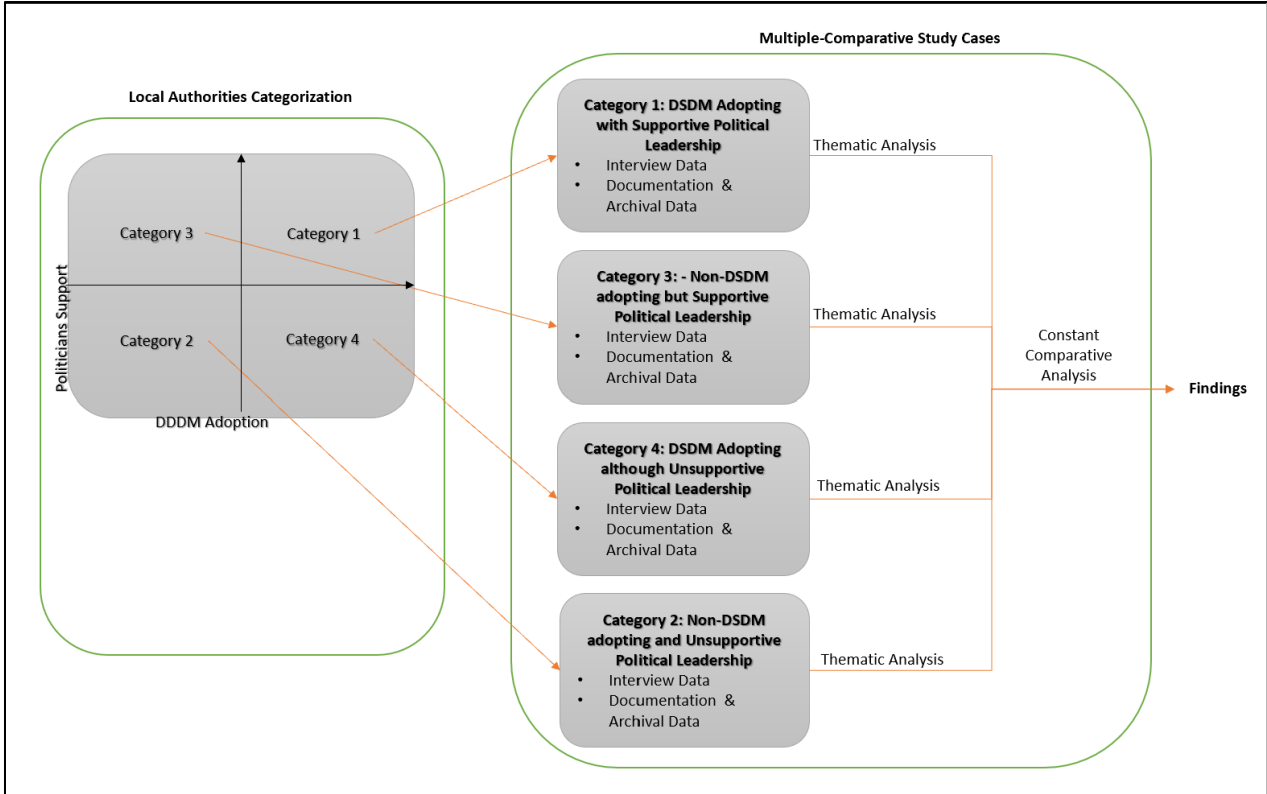 Multiple-Comparative Study Cases
Local Authorities Categorization
Politicians Support
Category 3
Category 1
Category 2
Category 4
DDDM Adoption
Category 1: DSDM Adopting
with Supportive Political
Leadership
• Interview Data
• Documentation &
Archival Data
Thematic Analysis
Category 3: - Non-DSDM
adopting but Supportive
Political Leadership
• Interview Data
• Documentation &
Archival Data
Thematic Analysis
Category 4: DSDM Adopting
although Unsupportive
Political Leadership
• Interview Data
• Documentation &
Archival Data
Thematic Analysis
Category 2: Non-DSDM
adopting and Unsupportive
Political Leadership
• Interview Data
• Documentation &
Archival Data
Thematic Analysis
Constant
Comparative
Analysis
Findings